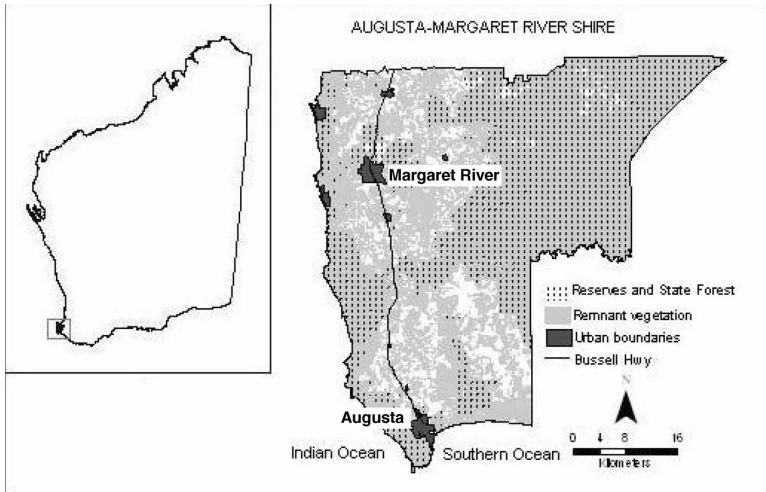 AUGUSTA-MARGARET RIVER SHIRE
Margaret River
Reserves and State Forest
Remnant vegetation
Urban boundaries
Bussell Hwy
N
Augusta
0 4 8 16
Kilometers
Indian Ocean
Southern Ocean